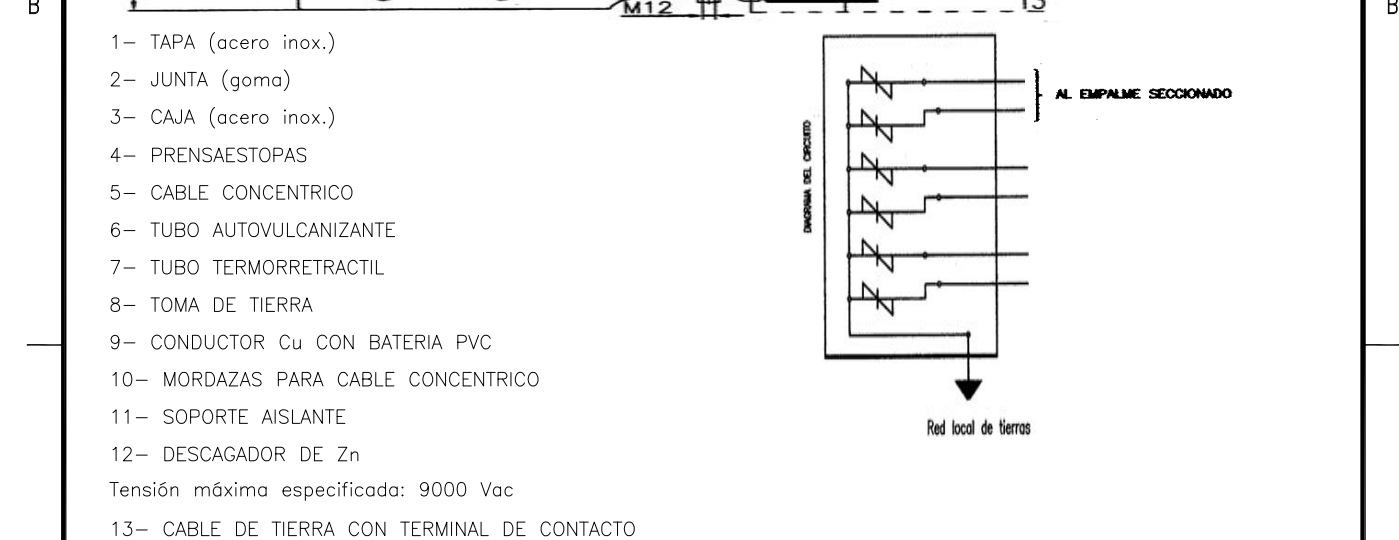 B
B
M12
13
1- TAPA (acero inox.)
2- JUNTA (goma)
3- CAJA (acero inox.)
4- PRENSAESTOPAS
5- CABLE CONCENTRICO
6- TUBO AUTOVULCANIZANTE
7- TUBO TERMORRETRACTIL
8- TOMA DE TIERRA
9- CONDUCTOR Cu CON BATERIA PVC
10- MORDAZAS PARA CABLE CONCENTRICO
11- SOPORTE AISLANTE
12- DESCAGADOR DE Zn
Tensión máxima especificada: 9000 Vac
13- CABLE DE TIERRA CON TERMINAL DE CONTACTO
DIAGRAMA DEL CIRCUITO
AL EMPALME SECCIONADO
Red local de tierras